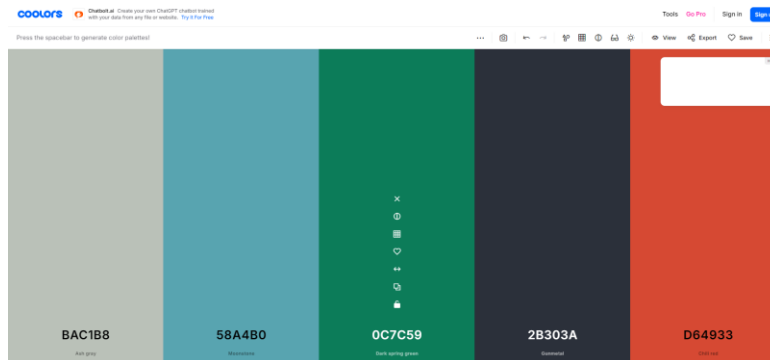 coolors
Chatbolt.ai Create your own ChatGPT chatbot trained
with your data from any file or website. Try It For Free
Tools Go Pro Sign in Sign
Press the spacebar to generate color palettes!
View Export Save
BAC1B8 58A4B0 0C7C59 2B303A D64933
Ash gray Moonstone Dark spring green Gunmetal Chili red